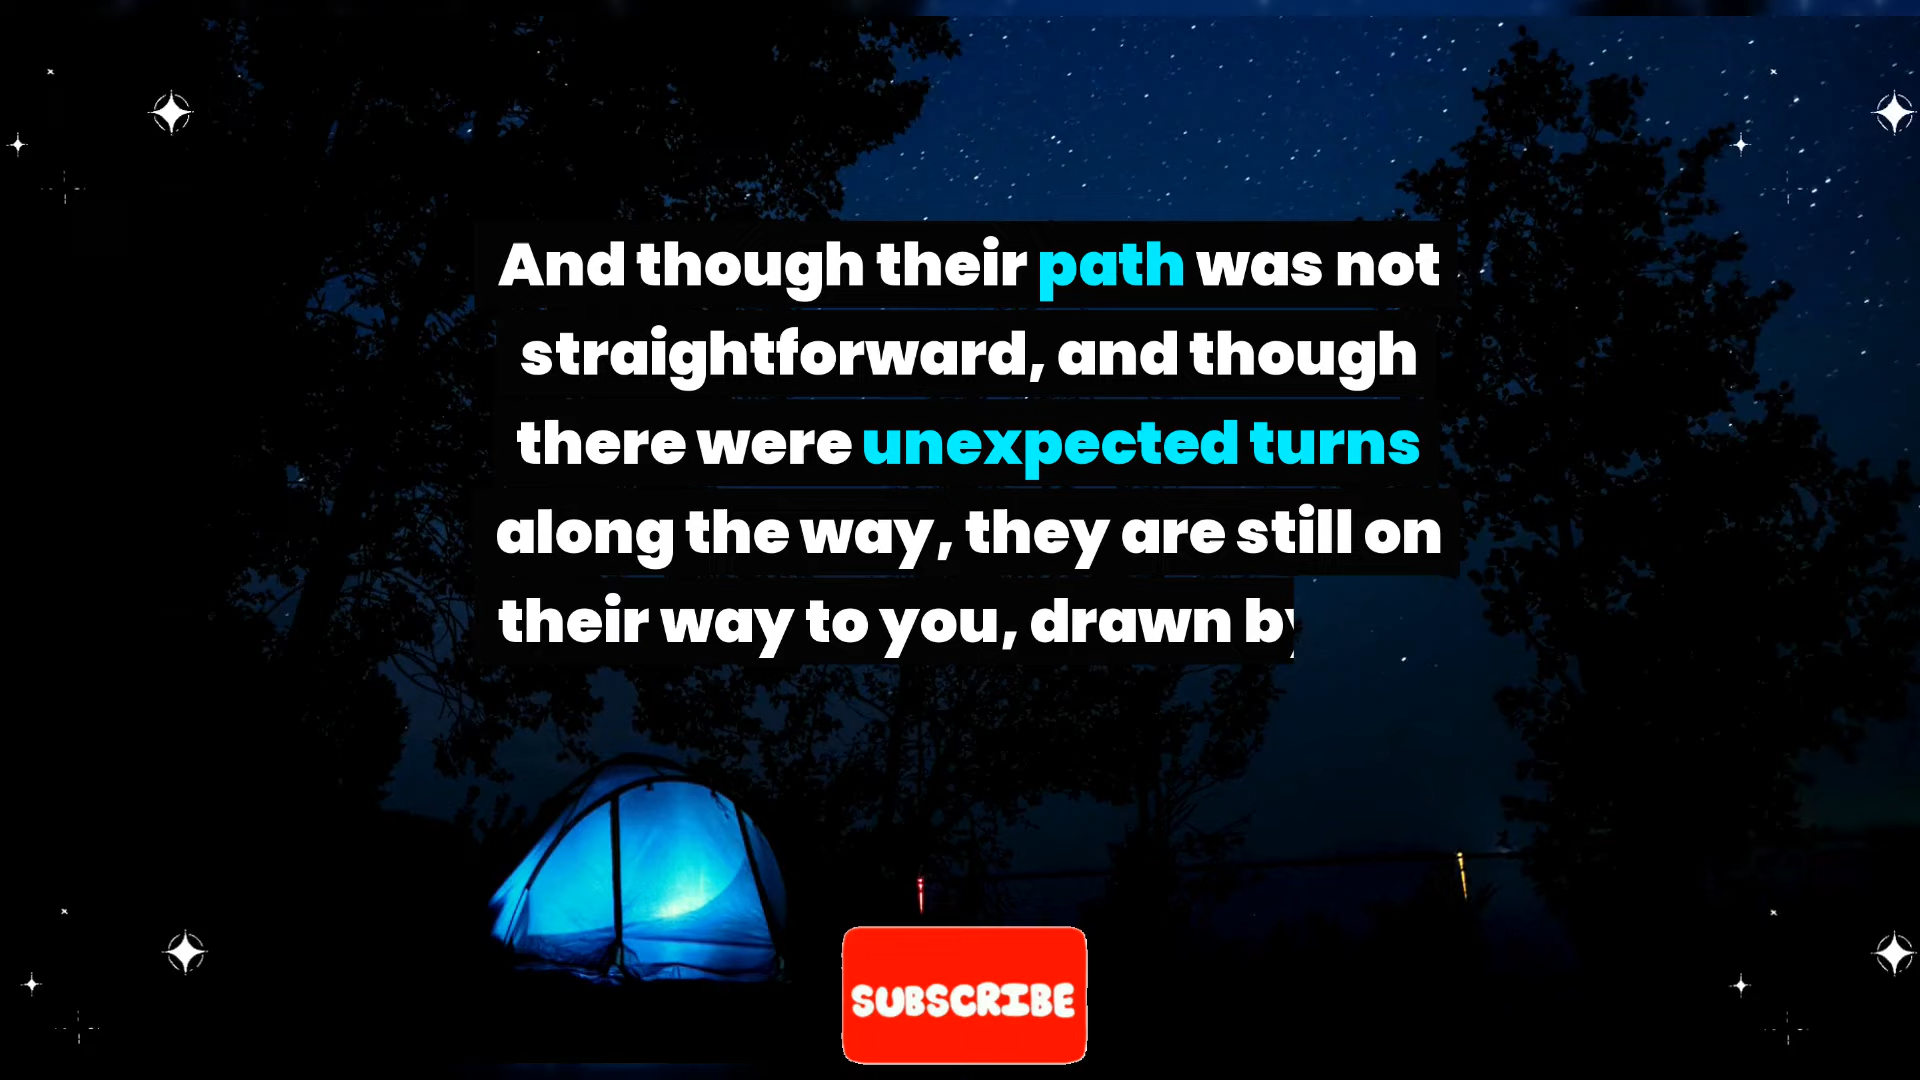 And though their path was not
straightforward, and though
there were unexpected turns
along the way, they are still on
their way to you, drawn by
SUBSCRIBE